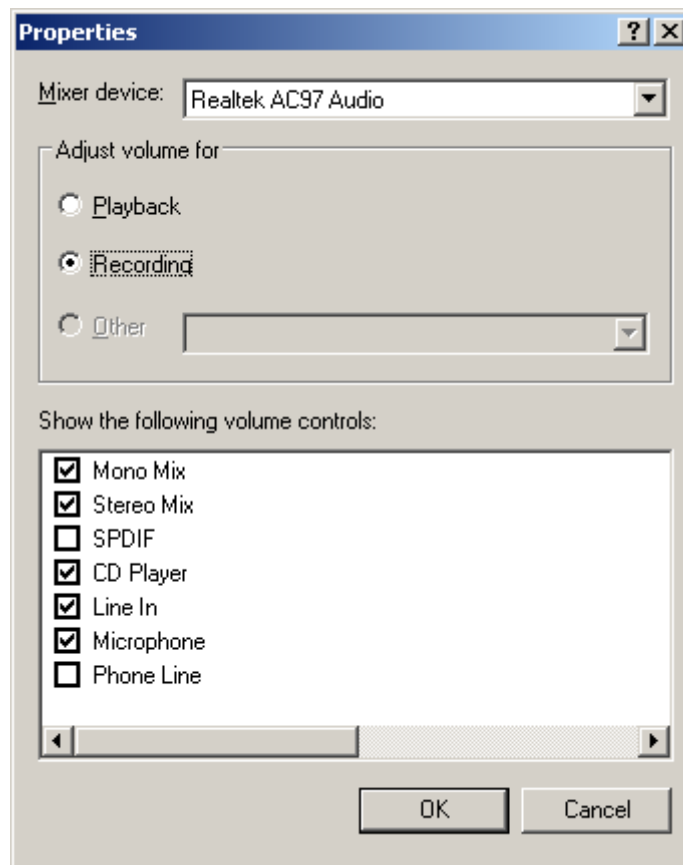 Properties
Mixer device: Realtek AC97 Audio
Adjust volume for
Playback
Recording
Other
Show the following volume controls:
Mono Mix
Stereo Mix
SPDIF
CD Player
Line In
Microphone
Phone Line
OK Cancel